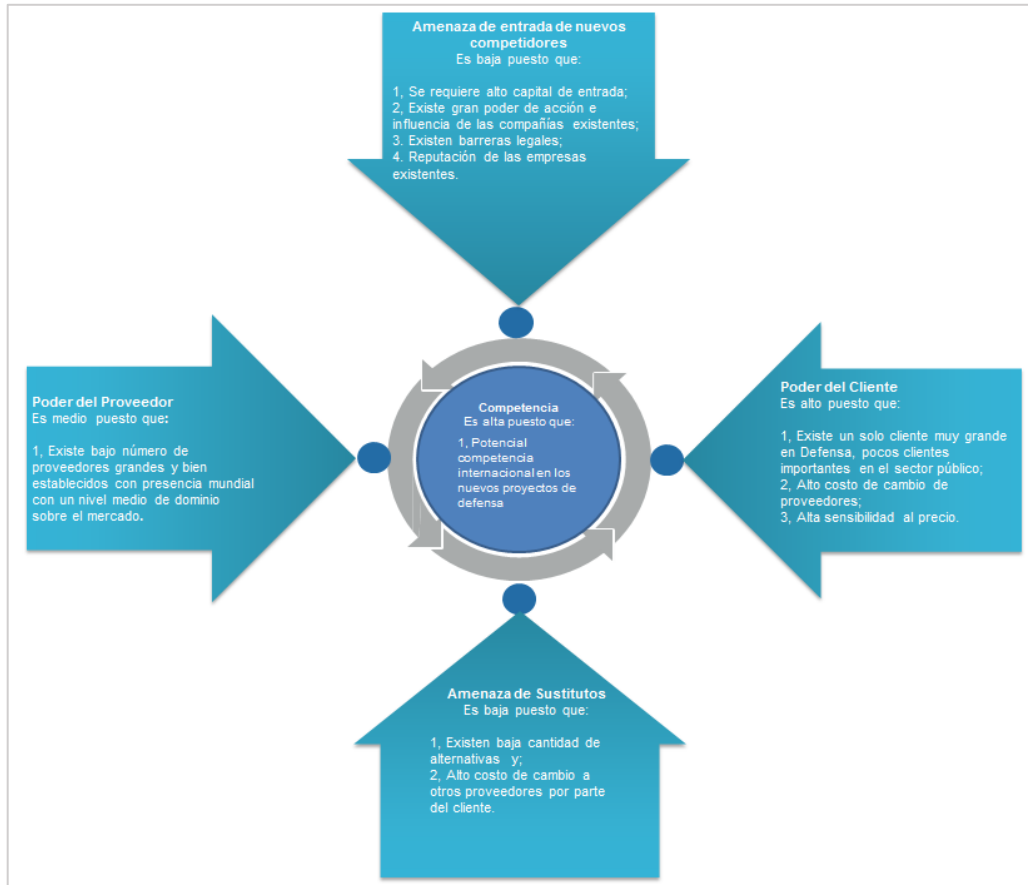 Amenaza de entrada de nuevos
competidores
Es baja puesto que:
1, Se requiere alto capital de entrada;
2, Existe gran poder de acción e
influencia de las compañías existentes;
3. Existen barreras legales;
4. Reputación de las empresas
existentes.
Poder del Proveedor
Es medio puesto que:
1, Existe bajo número de
proveedores grandes y bien
establecidos con presencia mundial
con un nivel medio de dominio
sobre el mercado.
Competencia
Es alta puesto que:
1, Potencial
competencia
internacional en los
nuevos proyectos de
defensa
Poder del Cliente
Es alto puesto que:
1, Existe un solo cliente muy grande
en Defensa, pocos clientes
importantes en el sector público;
2, Alto costo de cambio de
proveedores;
3, Alta sensibilidad al precio.
Amenaza de Sustitutos
Es baja puesto que:
1, Existen baja cantidad de
alternativas y;
2, Alto costo de cambio a
otros proveedores por parte
del cliente.